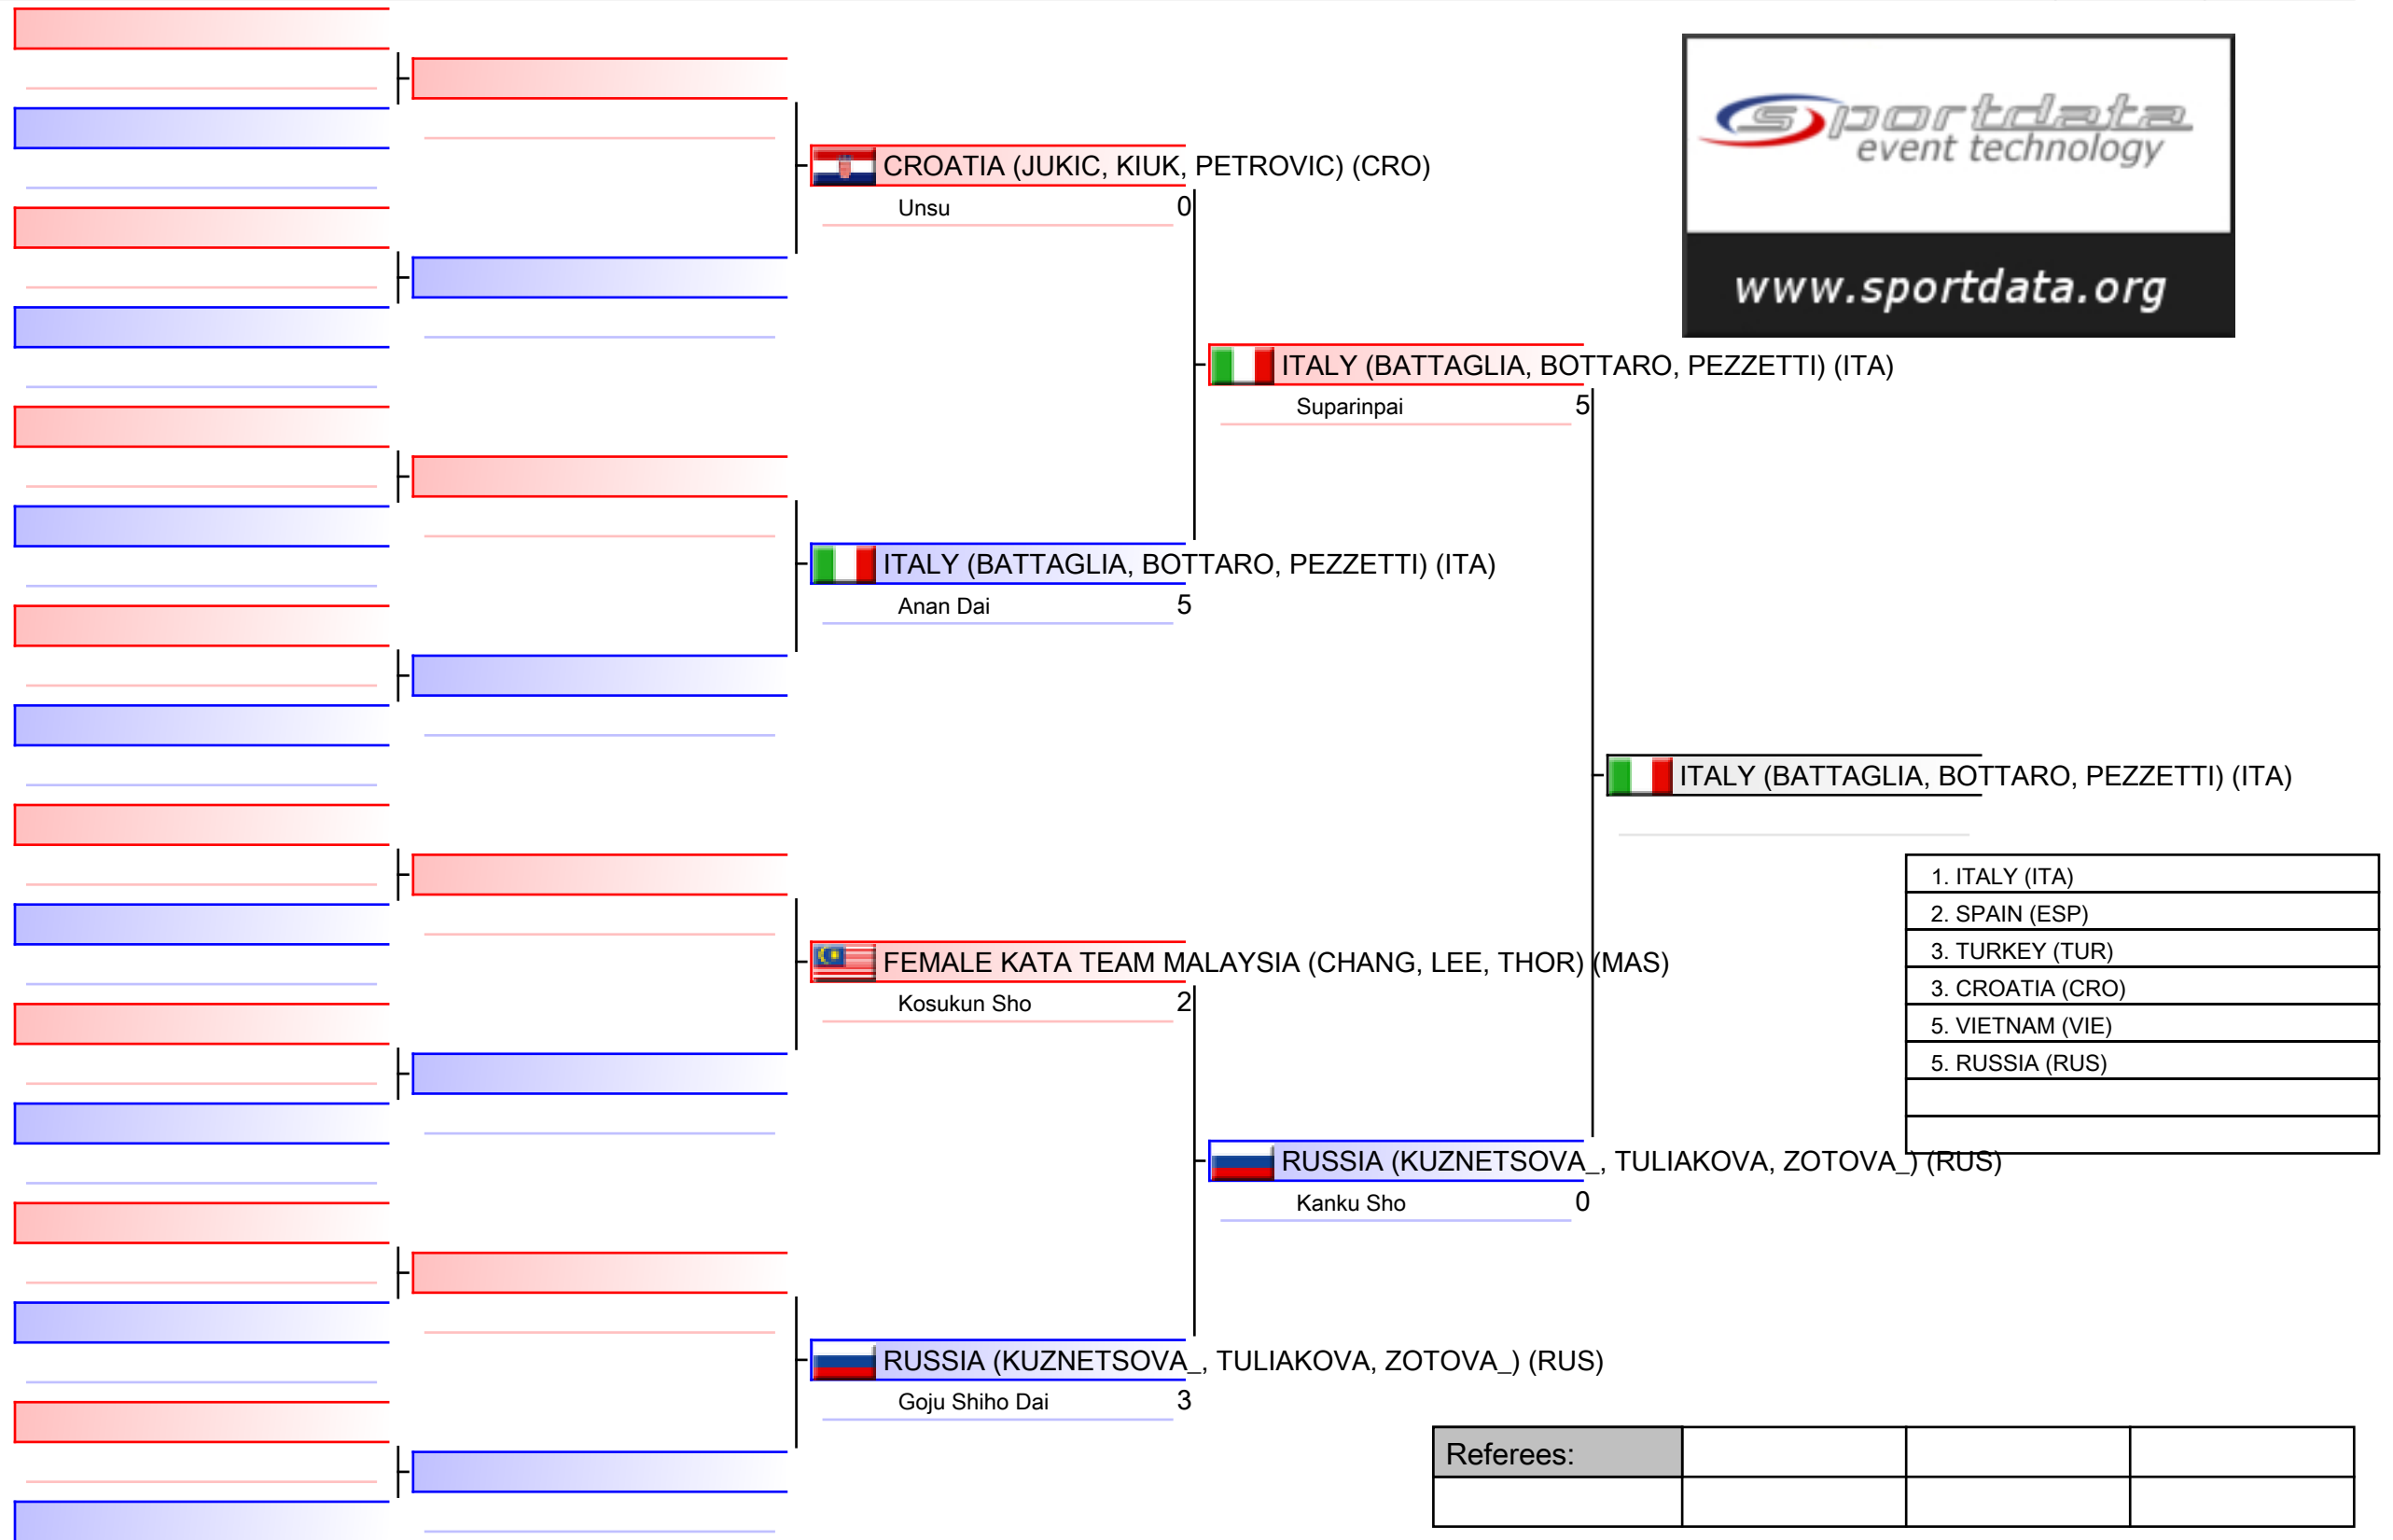 sportdata
event technology
www.sportdata.org
CROATIA (JUKIC, KIUK, PETROVIC) (CRO)
Unsu 0
ITALY (BATTAGLIA, BOTTARO, PEZZETTI) (ITA)
Suparinpai 5
ITALY (BATTAGLIA, BOTTARO, PEZZETTI) (ITA)
Anan Dai 5
ITALY (BATTAGLIA, BOTTARO, PEZZETTI) (ITA)
1. ITALY (ITA)
2. SPAIN (ESP)
3. TURKEY (TUR)
3. CROATIA (CRO)
5. VIETNAM (VIE)
5. RUSSIA (RUS)
FEMALE KATA TEAM MALAYSIA (CHANG, LEE, THOR) (MAS)
Kosukun Sho 2
RUSSIA (KUZNETSOVA_, TULIAKOVA, ZOTOVA_) (RUS)
Kanku Sho 0
RUSSIA (KUZNETSOVA_, TULIAKOVA, ZOTOVA_) (RUS)
Goju Shiho Dai 3
Referees: